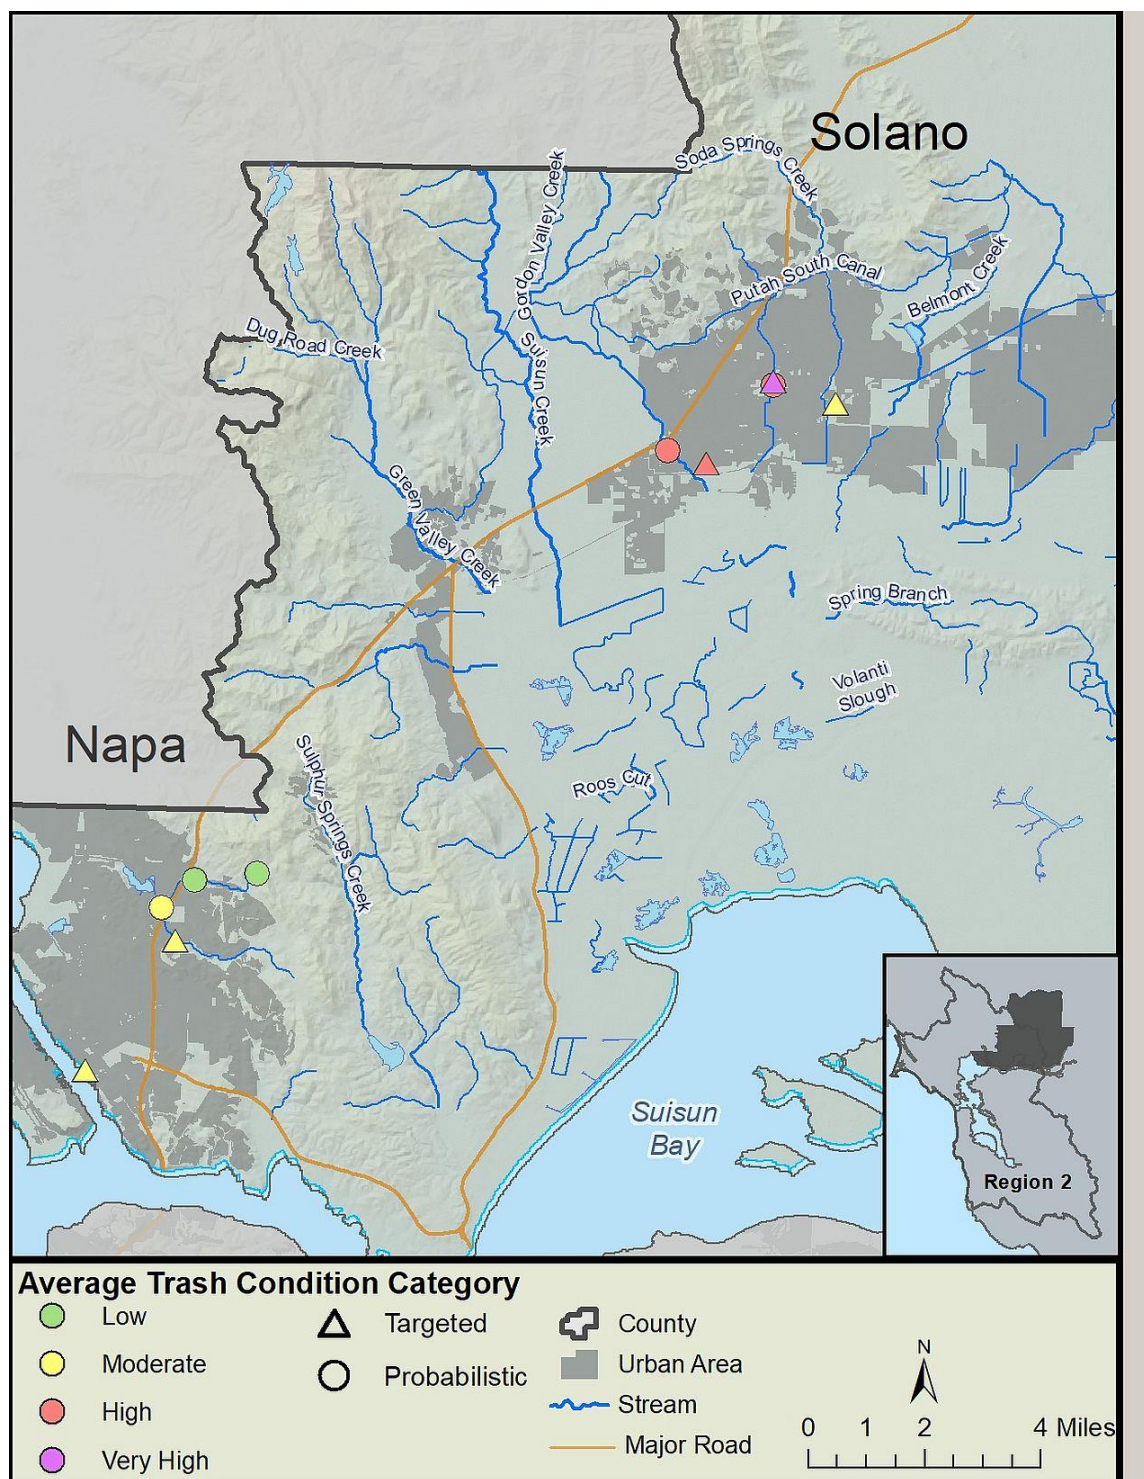 Solano
Soda Springs Creek
Gordon Valley Creek
Putah South Canal
Belmont Creek
Dug Road Creek
Suisun Creek
Green Valley Creek
Spring Branch
Volanti
Slough
Napa
Sulphur Springs Creek
Roos Cut
Suisun
Bay
Region 2
Average Trash Condition Category
Low
Moderate
High
Very High
Targeted
Probabilistic
County
Urban Area
Stream
Major Road
N
0 1 2 4 Miles